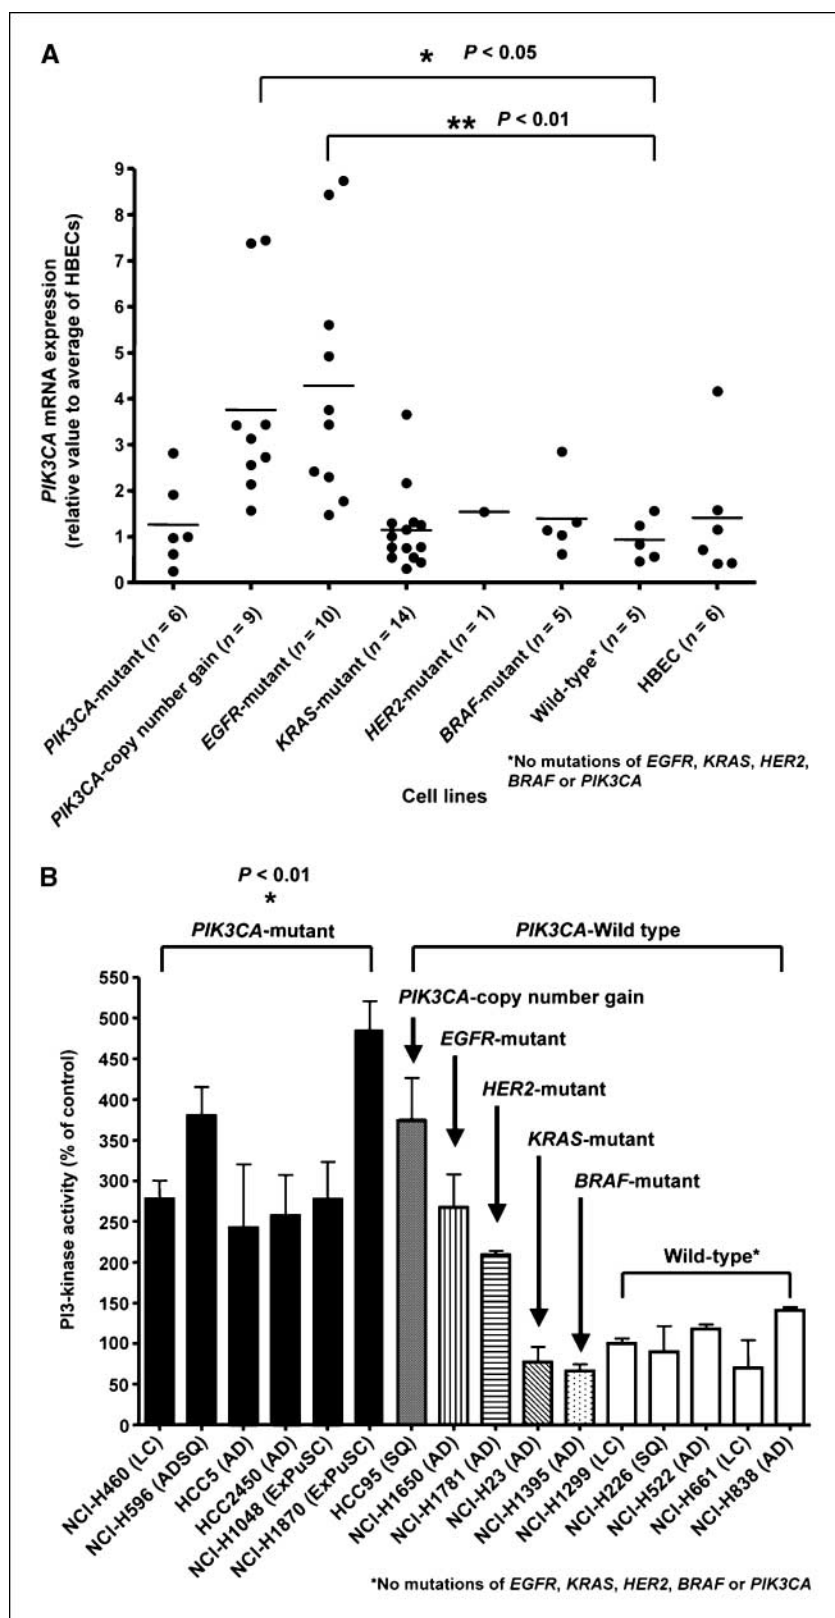 A
* P < 0.05
** P < 0.01
PIK3CA mRNA expression
(relative value to average of HBECs)
9
8
7
6
5
4
3
2
1
0
PIK3CA-mutant (n = 6)
PIK3CA-copy number gain (n = 9)
EGFR-mutant (n = 10)
KRAS-mutant (n = 14)
HER2-mutant (n = 1)
BRAF-mutant (n = 5)
Wild-type* (n = 5)
HBEC (n = 6)
*No mutations of EGFR, KRAS, HER2,
BRAF or PIK3CA
Cell lines
B
P < 0.01
*
PIK3CA-mutant
PIK3CA-Wild type
PI3-kinase activity (% of control)
550
500
450
400
350
300
250
200
150
100
50
0
PIK3CA-copy number gain
EGFR-mutant
HER2-mutant
KRAS-mutant
BRAF-mutant
Wild-type*
NCI-H460 (LC)
NCI-H596 (ADSQ)
HCC5 (AD)
HCC2450 (AD)
NCI-H1048 (ExPuSC)
NCI-H1870 (ExPuSC)
HCC95 (SQ)
NCI-H1650 (AD)
NCI-H1781 (AD)
NCI-H23 (AD)
NCI-H1395 (AD)
NCI-H1299 (LC)
NCI-H226 (SQ)
NCI-H522 (AD)
NCI-H661 (LC)
NCI-H838 (AD)
*No mutations of EGFR, KRAS, HER2, BRAF or PIK3CA